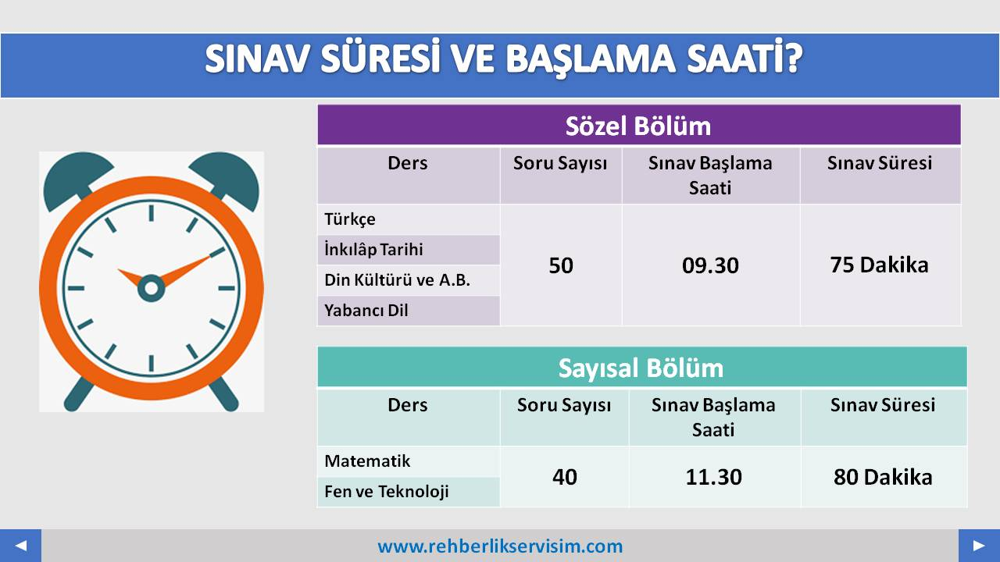 SINAV SÜRESİ VE BAŞLAMA SAATİ?
Sözel Bölüm
Ders
Soru Sayısı
Sınav Başlama
Saati
Sınav Süresi
Türkçe
İnkılâp Tarihi
Din Kültürü ve A.B.
Yabancı Dil
50
09.30
75 Dakika
Sayısal Bölüm
Ders
Soru Sayısı
Sınav Başlama
Saati
Sınav Süresi
Matematik
Fen ve Teknoloji
40
11.30
80 Dakika
www.rehberlikservisim.com